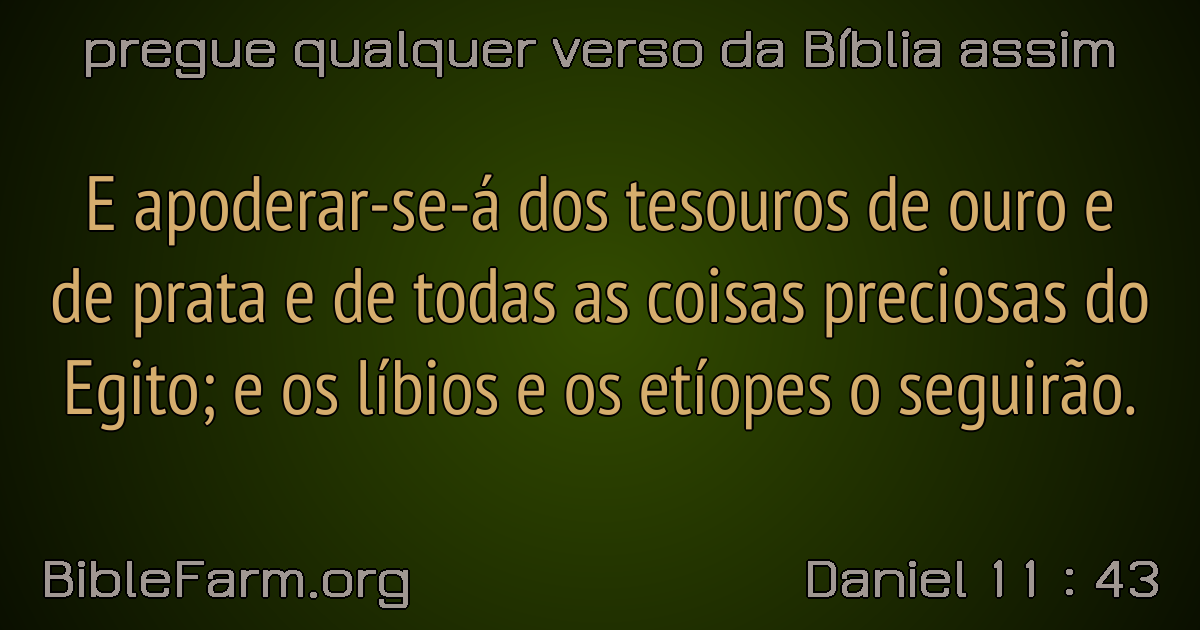 pregue qualquer verso da Bíblia assim
E apoderar-se-á dos tesouros de ouro e
de prata e de todas as coisas preciosas do
Egito; e os líbios e os etíopes o seguirão.
BibleFarm.org
Daniel 11 : 43